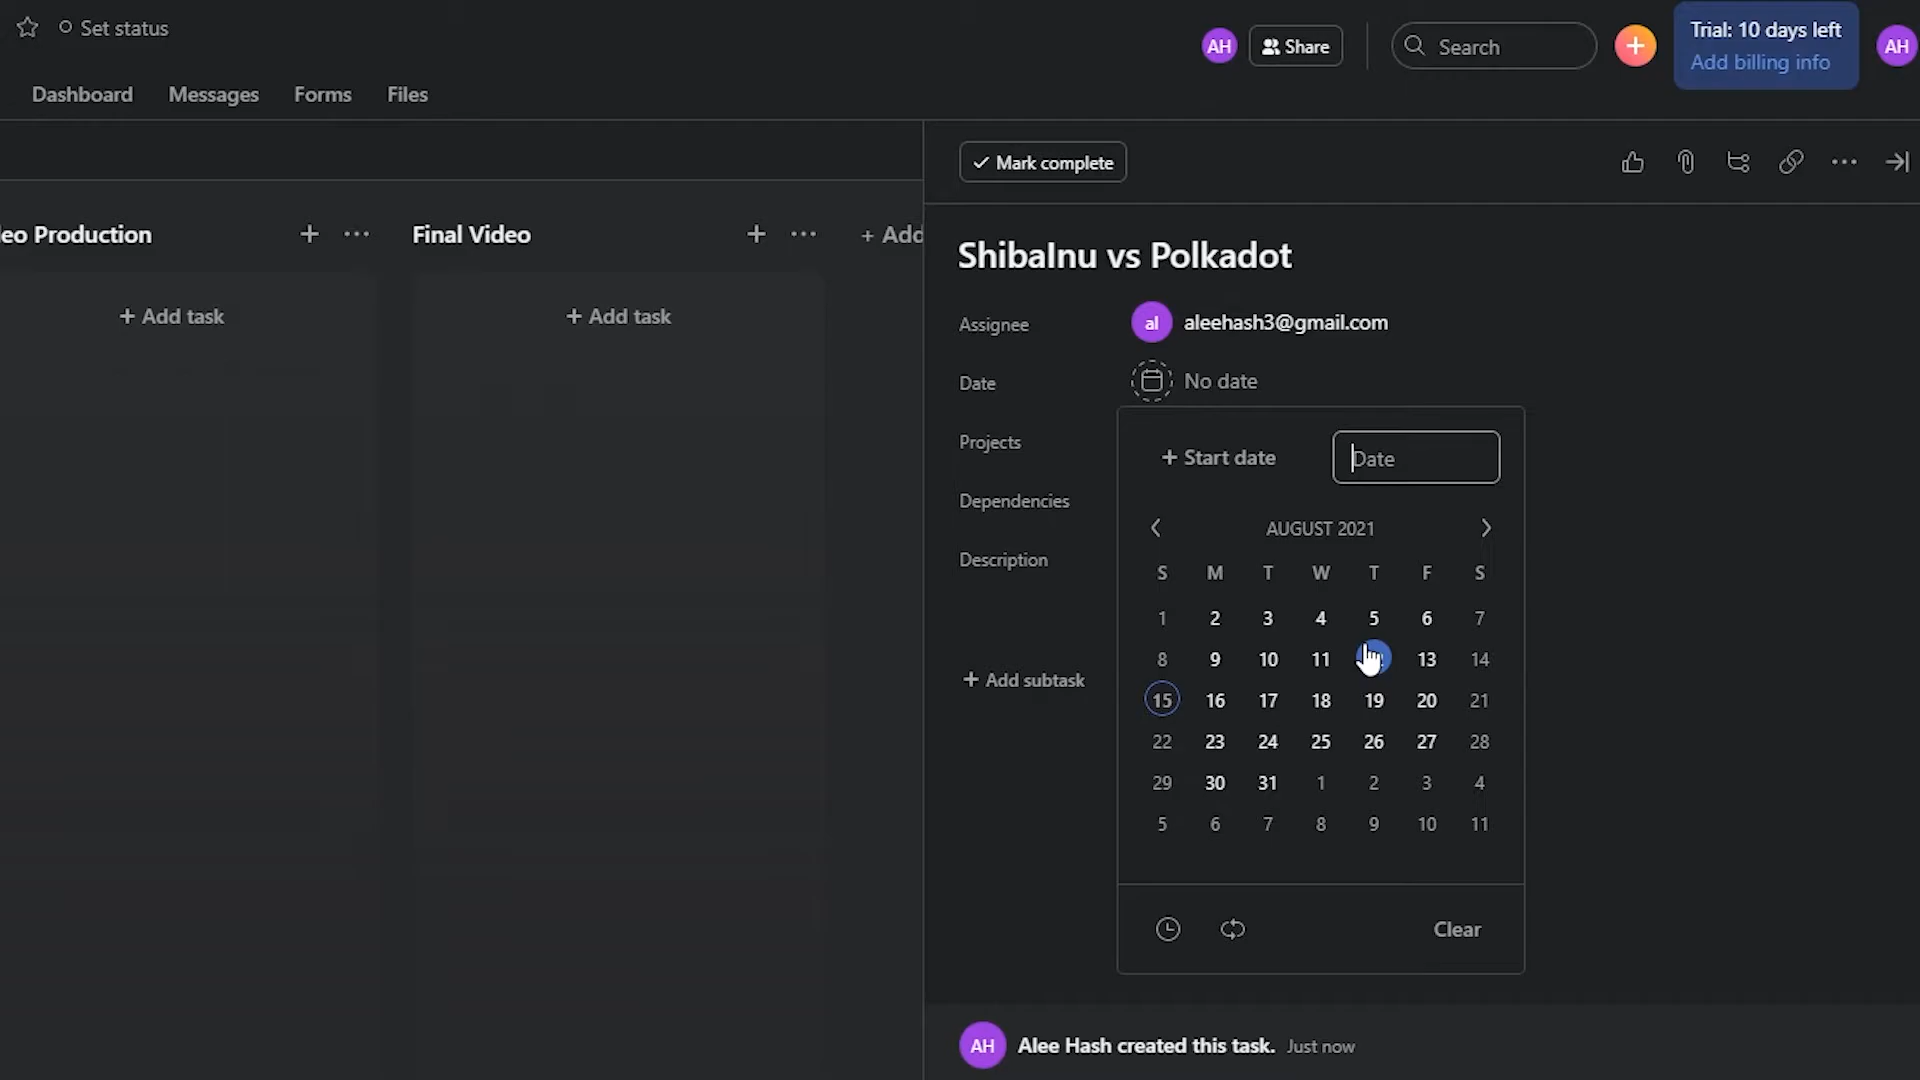 Set status
AH
Share
Search
+
Trial: 10 days left
Add billing info
AH
Dashboard Messages Forms Files
Mark complete
eo Production + ...
Final Video + ...
+ Add
+ Add task
+ Add task
ShibaInu vs Polkadot
Assignee al aleehash3@gmail.com
Date No date
Projects
Dependencies
Description
+ Add subtask
+ Start date Date
AUGUST 2021
S M T W T F S
1 2 3 4 5 6 7
8 9 10 11 13 14
15 16 17 18 19 20 21
22 23 24 25 26 27 28
29 30 31 1 2 3 4
5 6 7 8 9 10 11
Clear
AH Alee Hash created this task. Just now